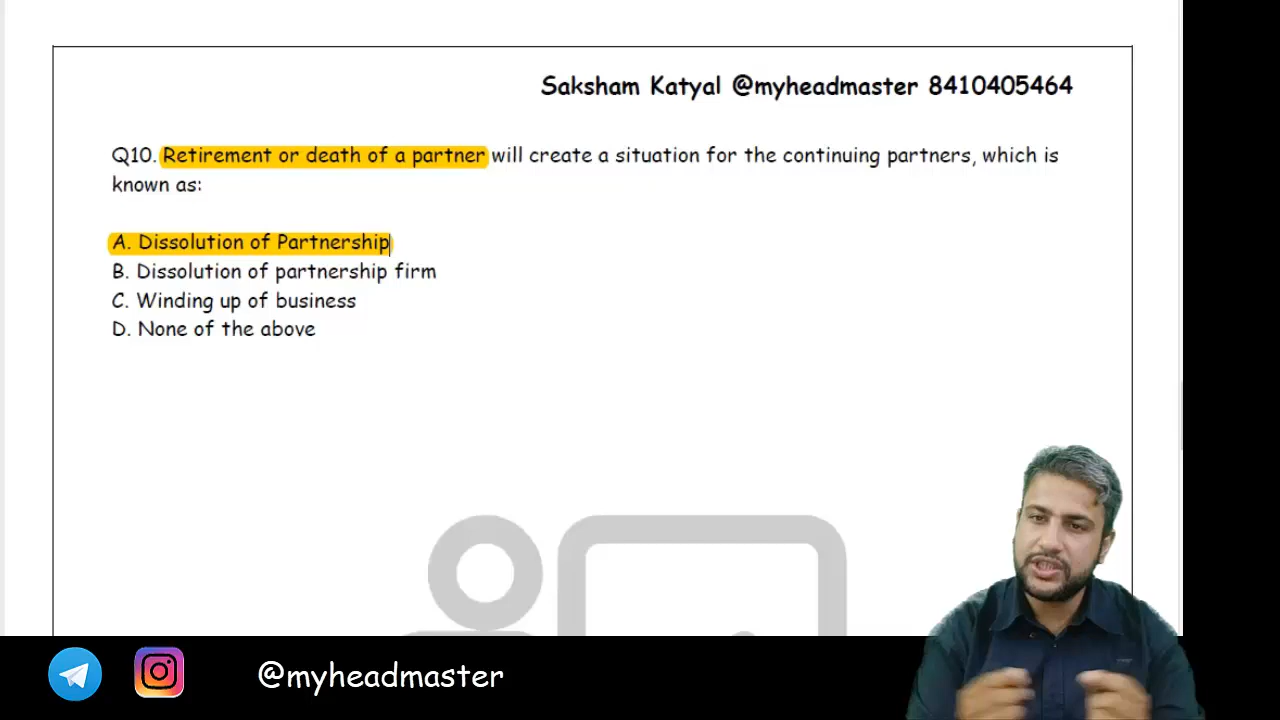 Saksham Katyal @myheadmaster 8410405464
Q10. Retirement or death of a partner will create a situation for the continuing partners, which is
known as:
A. Dissolution of Partnership
B. Dissolution of partnership firm
C. Winding up of business
D. None of the above
@myheadmaster